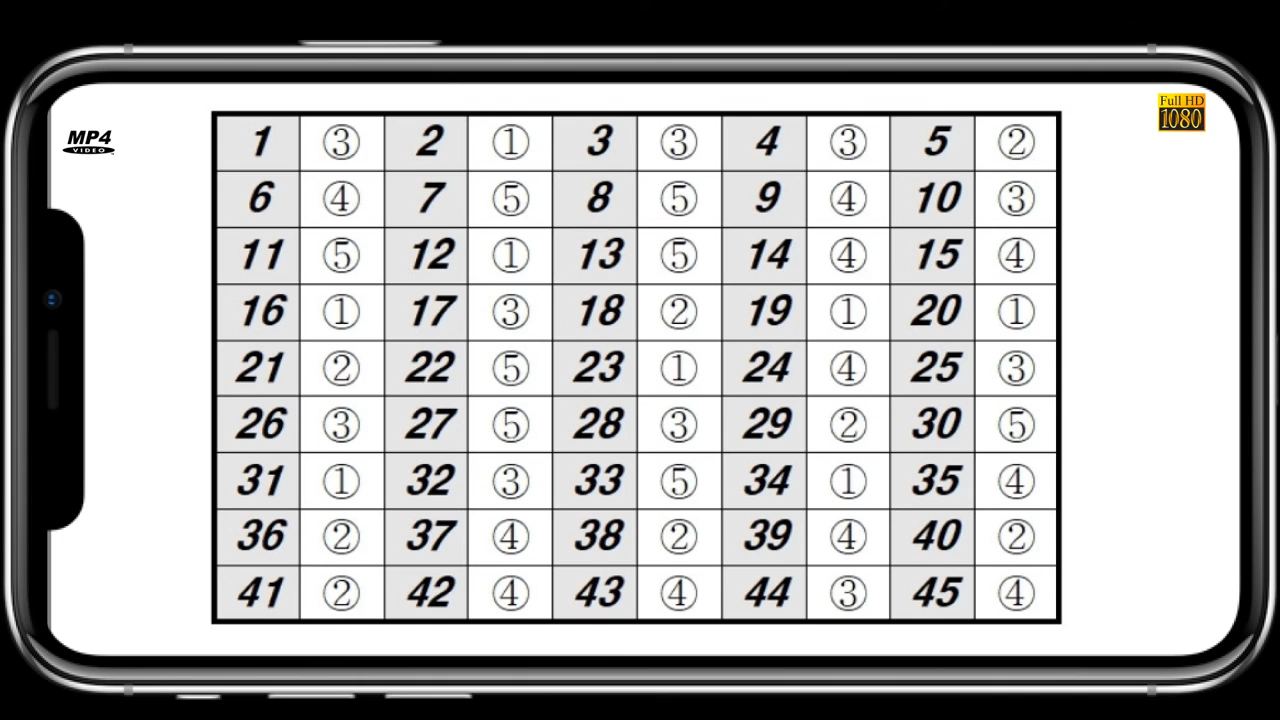 MP4
VIDEO
Full HD
1080
1 ③ 2 ① 3 ③ 4 ③ 5 ②
6 ④ 7 ⑤ 8 ⑤ 9 ④ 10 ③
11 ⑤ 12 ① 13 ⑤ 14 ④ 15 ④
16 ① 17 ③ 18 ② 19 ① 20 ①
21 ② 22 ⑤ 23 ① 24 ④ 25 ③
26 ③ 27 ⑤ 28 ③ 29 ② 30 ⑤
31 ① 32 ③ 33 ⑤ 34 ① 35 ④
36 ② 37 ④ 38 ② 39 ④ 40 ②
41 ② 42 ④ 43 ④ 44 ③ 45 ④